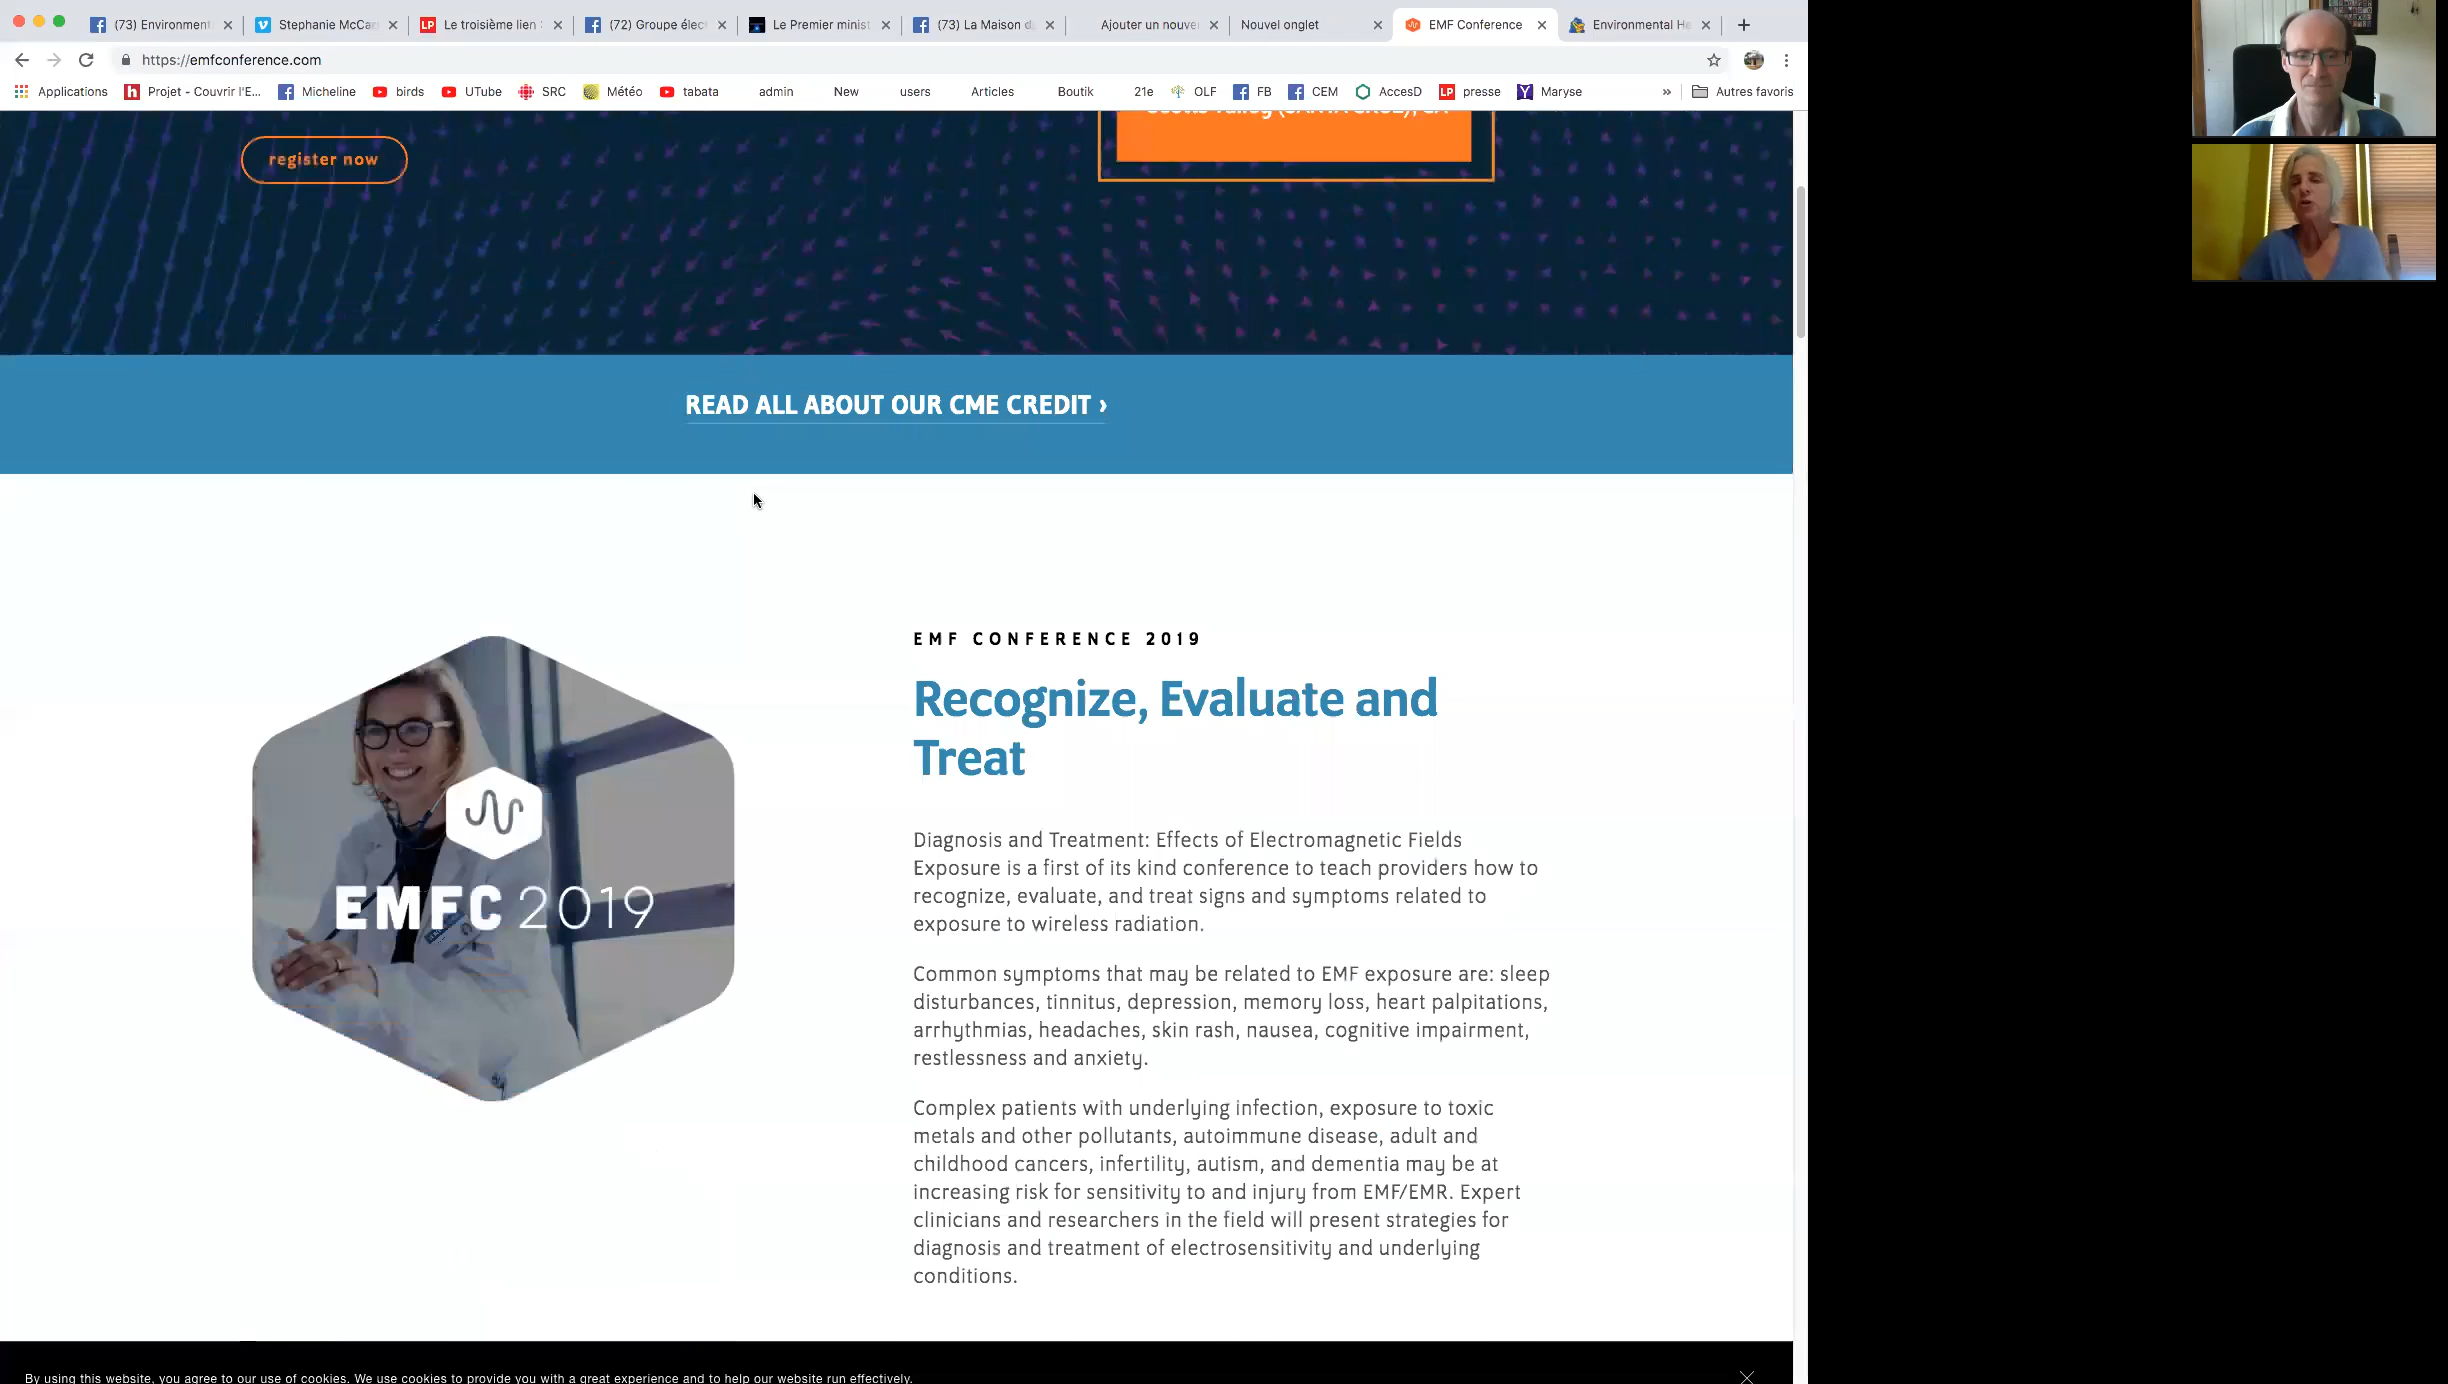 (73) Environment
Stephanie McCa
Le troisième lien
(72) Groupe élec
Le Premier minist
(73) La Maison d
Ajouter un nouve
Nouvel onglet
EMF Conference
Environmental He
https://emfconference.com
Applications
Projet - Couvrir l'E...
Micheline
birds
UTube
SRC
Météo
tabata
admin
New
users
Articles
Boutik
21e
OLF
FB
CEM
AccesD
presse
Maryse
»
Autres favoris
register now
READ ALL ABOUT OUR CME CREDIT ›
EMFC 2019
EMF CONFERENCE 2019
Recognize, Evaluate and
Treat
Diagnosis and Treatment: Effects of Electromagnetic Fields
Exposure is a first of its kind conference to teach providers how to
recognize, evaluate, and treat signs and symptoms related to
exposure to wireless radiation.
Common symptoms that may be related to EMF exposure are: sleep
disturbances, tinnitus, depression, memory loss, heart palpitations,
arrhythmias, headaches, skin rash, nausea, cognitive impairment,
restlessness and anxiety.
Complex patients with underlying infection, exposure to toxic
metals and other pollutants, autoimmune disease, adult and
childhood cancers, infertility, autism, and dementia may be at
increasing risk for sensitivity to and injury from EMF/EMR. Expert
clinicians and researchers in the field will present strategies for
diagnosis and treatment of electrosensitivity and underlying
conditions.
By using this website, you agree to our use of cookies. We use cookies to provide you with a great experience and to help our website run effectively.